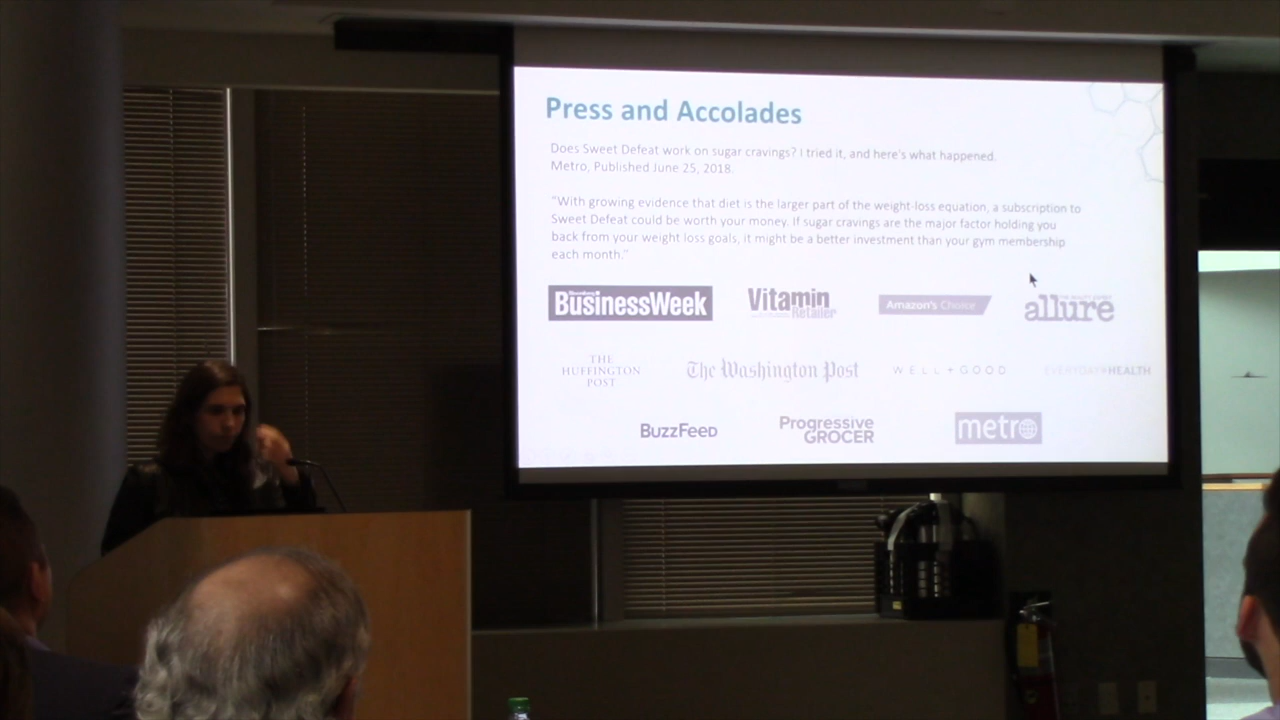 Press and Accolades
Does Sweet Defeat work on sugar cravings? I tried it, and here's what happened.
Metro, Published June 25, 2018.
"With growing evidence that diet is the larger part of the weight-loss equation, a subscription to
Sweet Defeat could be worth your money. If sugar cravings are the major factor holding you
back from your weight loss goals, it might be a better investment than your gym membership
each month."
Bloomberg
BusinessWeek
Vitamin
Retailer
Amazon's Choice
allure
THE
HUFFINGTON
POST
The Washington Post
WELL+GOOD
EVERYDAY HEALTH
BuzzFeed
Progressive
GROCER
metro